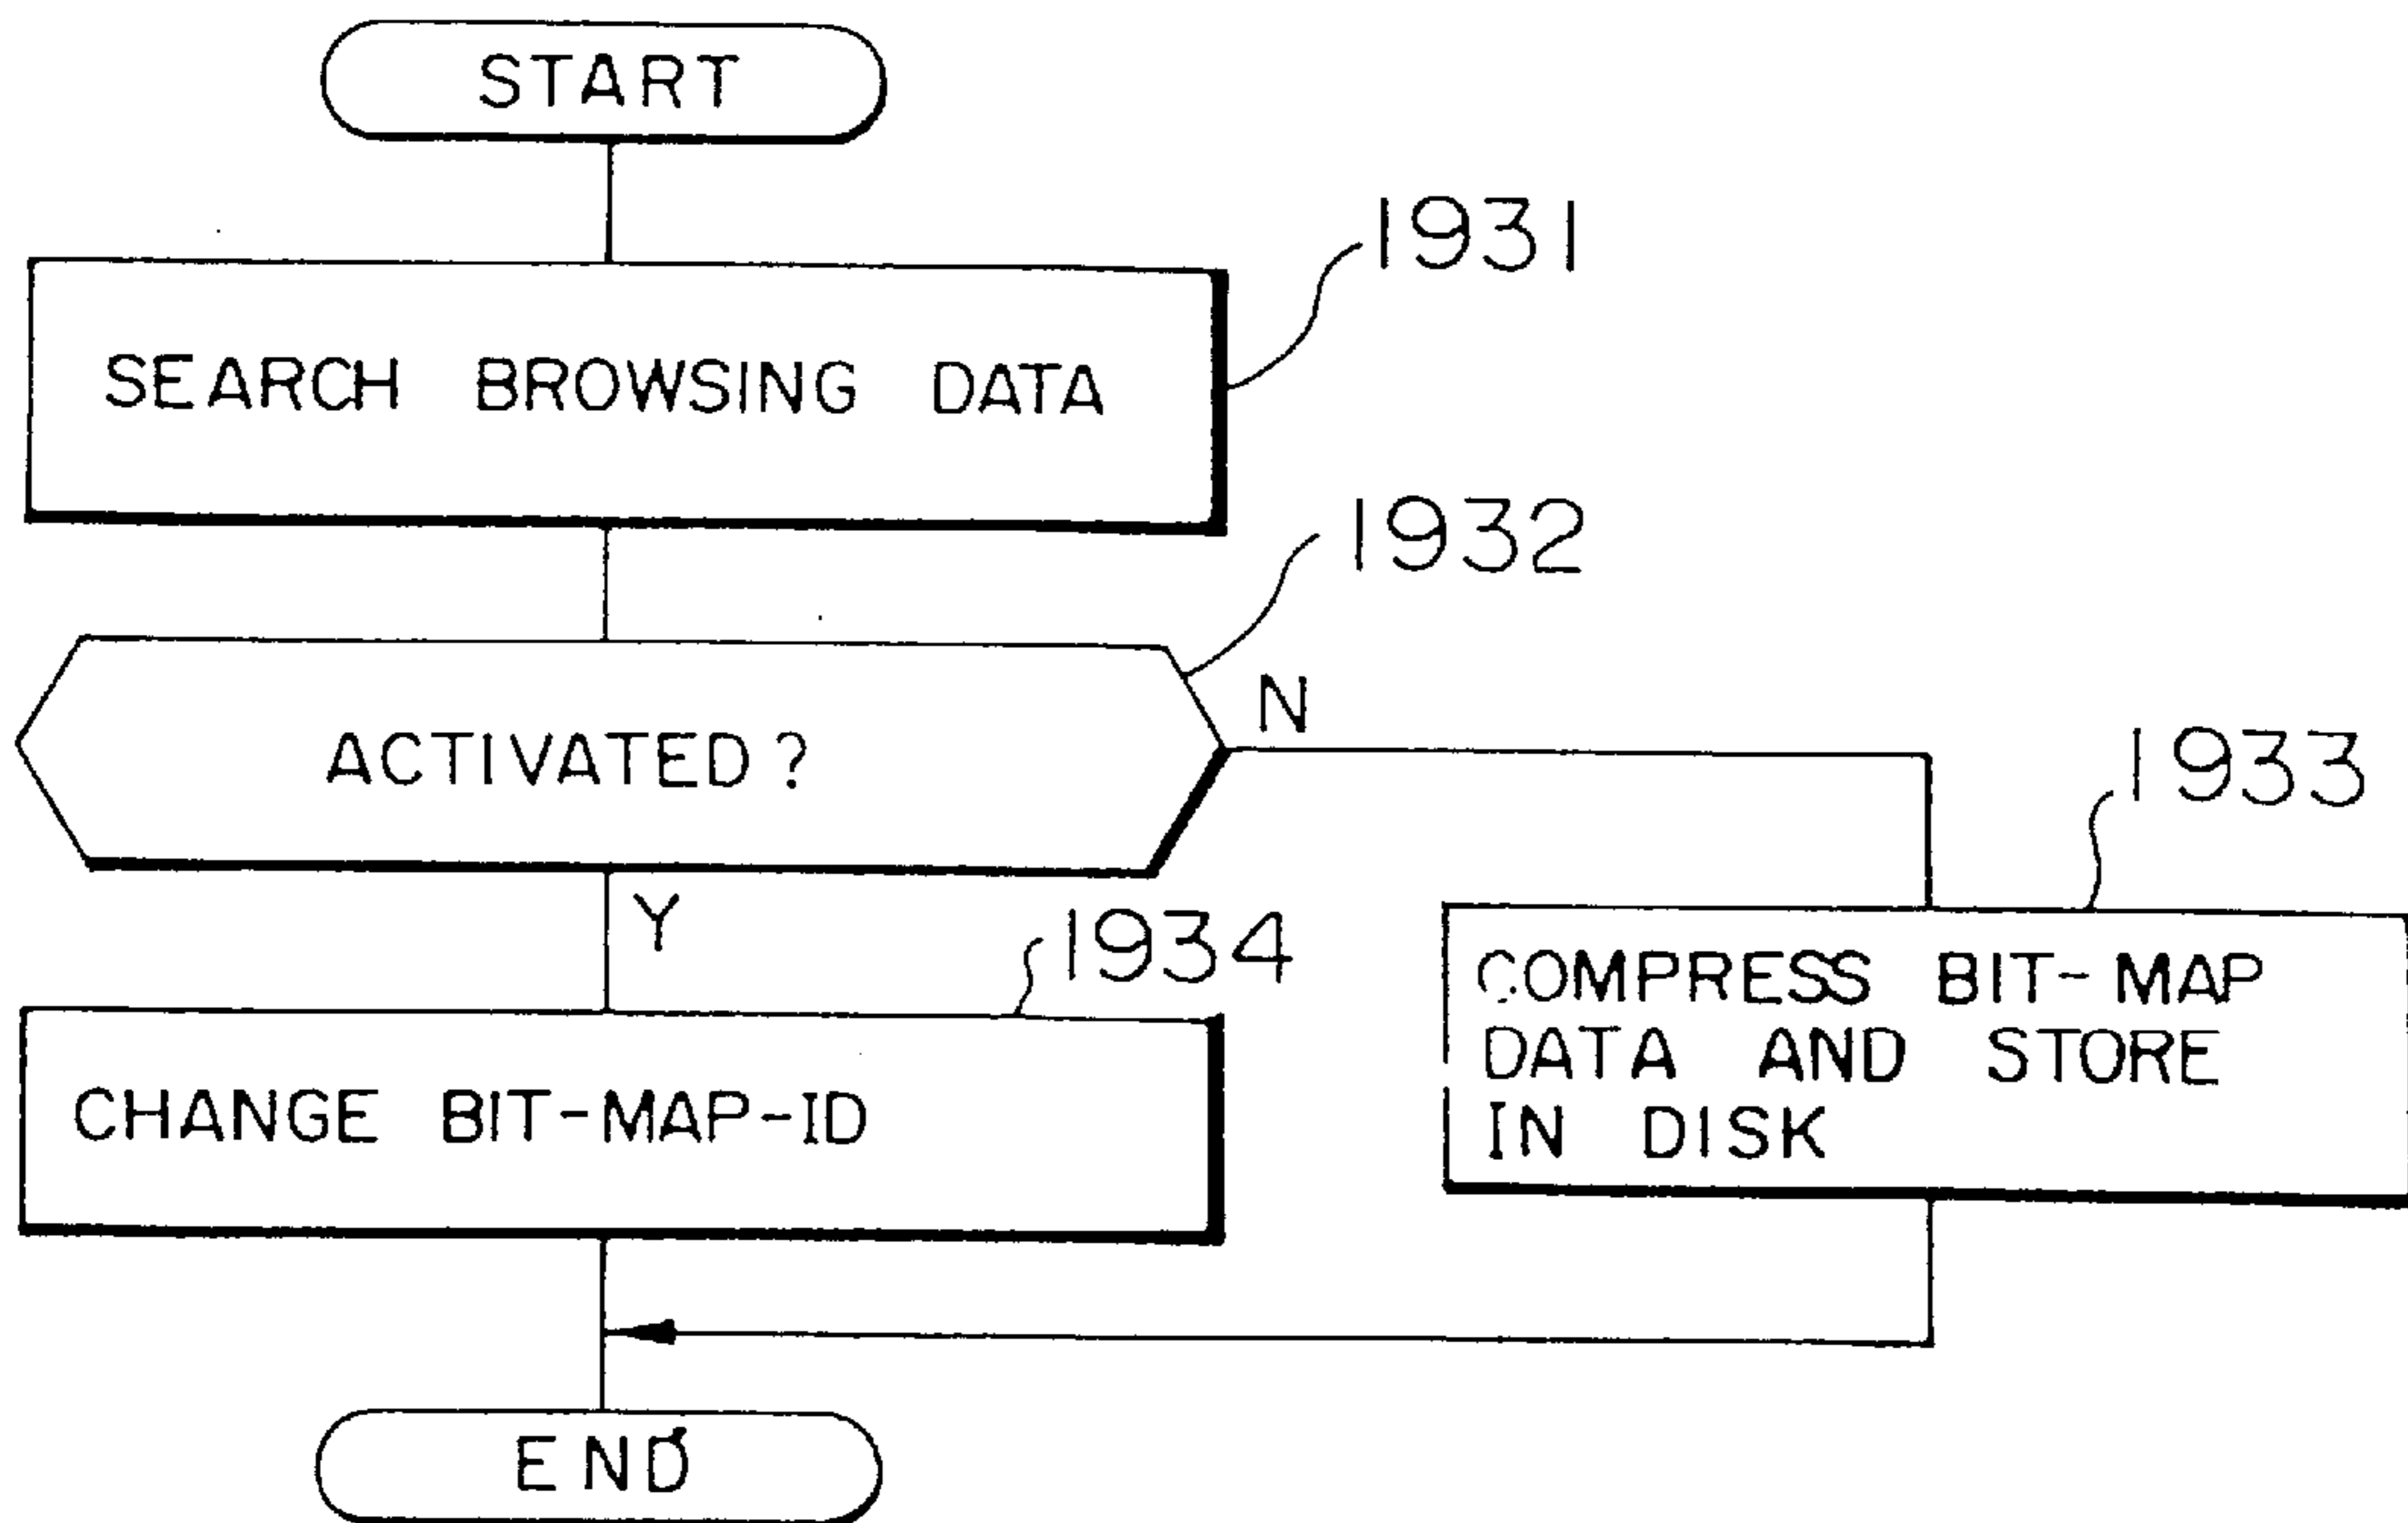 START
1931
SEARCH BROWSING DATA
1932
N
ACTIVATED ?
1933
Y
1934
COMPRESS BIT-MAP
DATA AND STORE
IN DISK
CHANGE BIT-MAP-ID
END